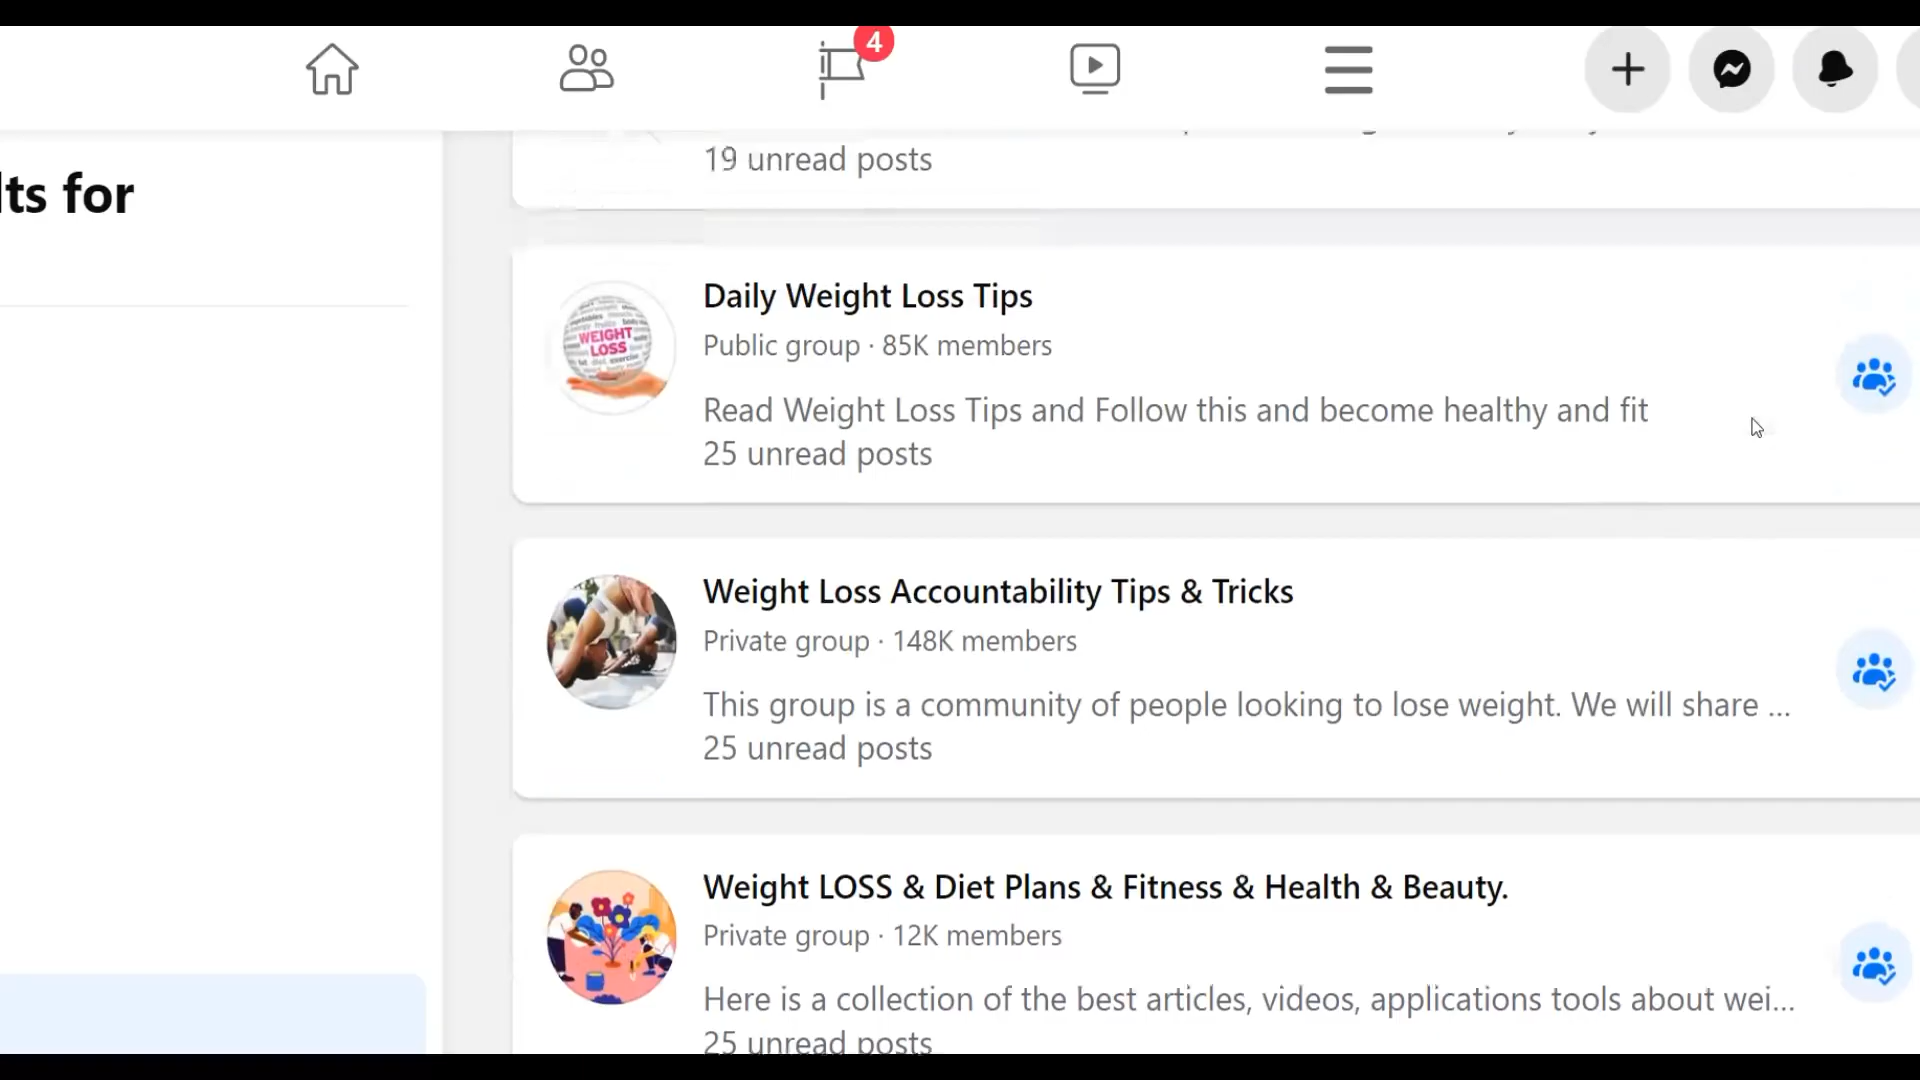 4
lts for
19 unread posts
Daily Weight Loss Tips
Public group · 85K members
WEIGHT
LOSS
Read Weight Loss Tips and Follow this and become healthy and fit
25 unread posts
Weight Loss Accountability Tips & Tricks
Private group · 148K members
This group is a community of people looking to lose weight. We will share ...
25 unread posts
Weight LOSS & Diet Plans & Fitness & Health & Beauty.
Private group · 12K members
Here is a collection of the best articles, videos, applications tools about wei...
25 unread posts